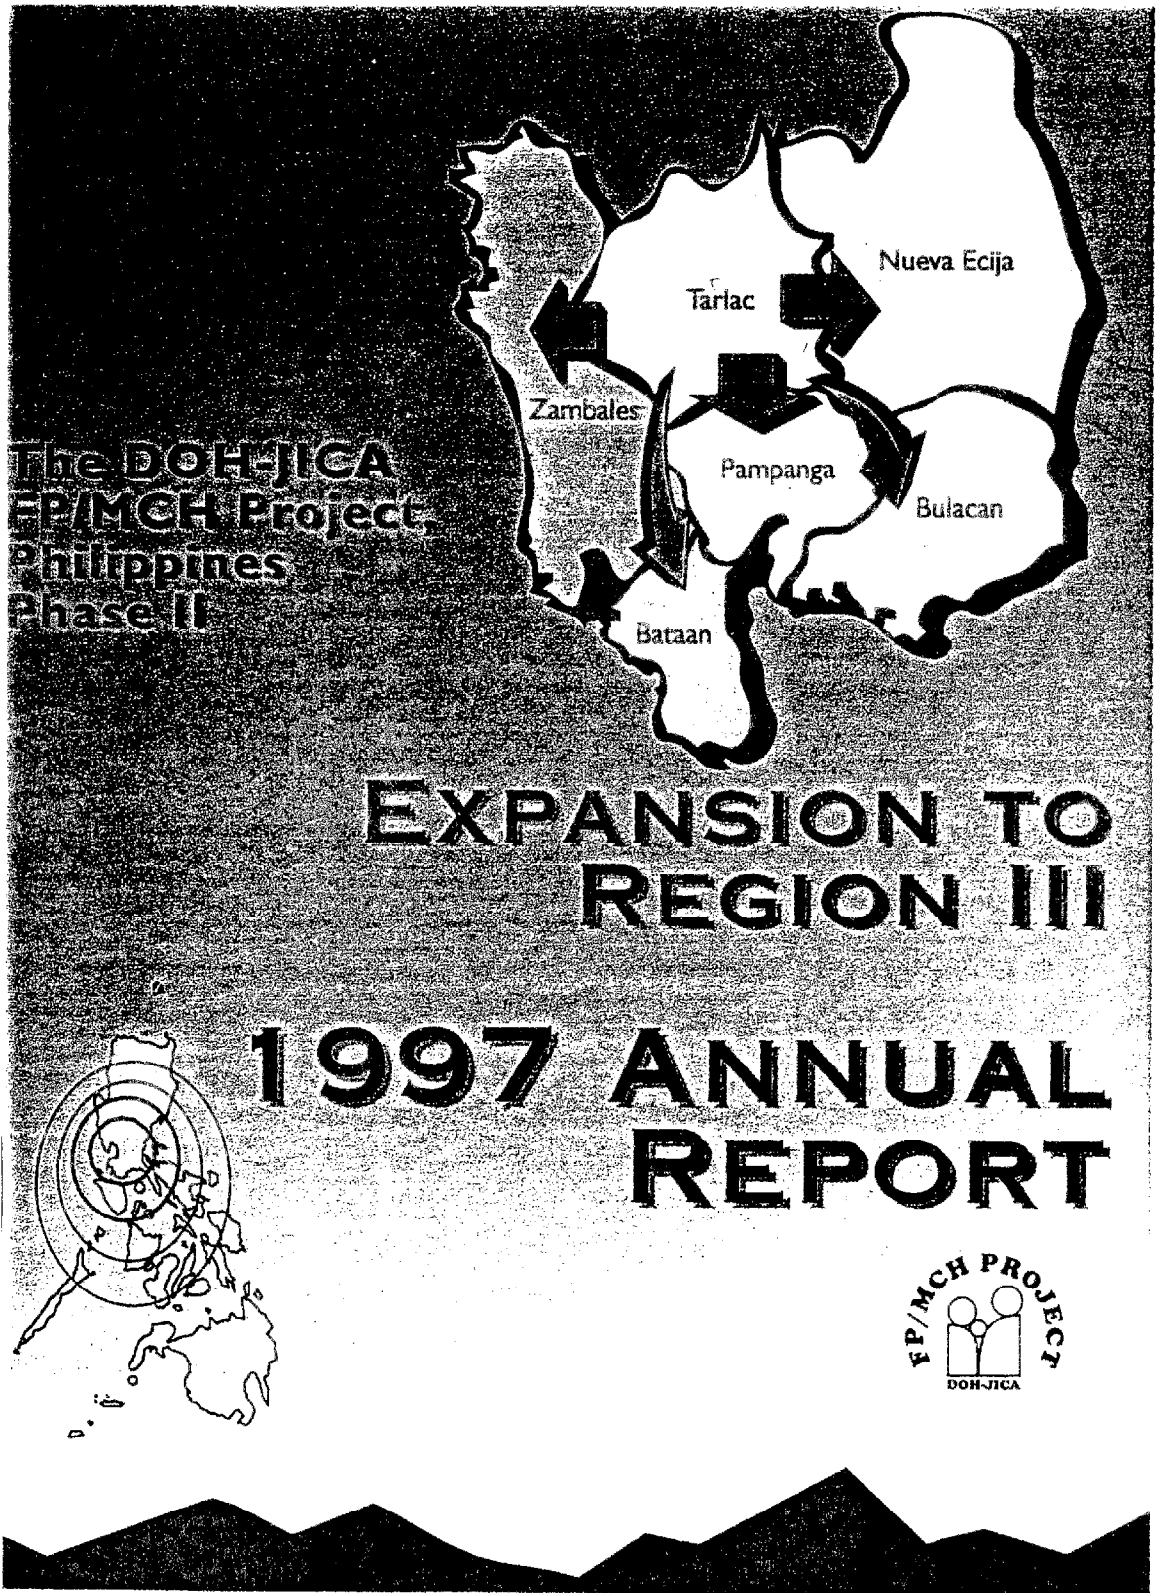 Nueva Ecija
Tarlac
Zambales
Pampanga
Bulacan
Bataan
The DOH-JICA
FP/MCH Project,
Philippines
Phase II
EXPANSION TO
REGION III
1997 ANNUAL
REPORT
FP/MCH PROJECT
DOH-JICA